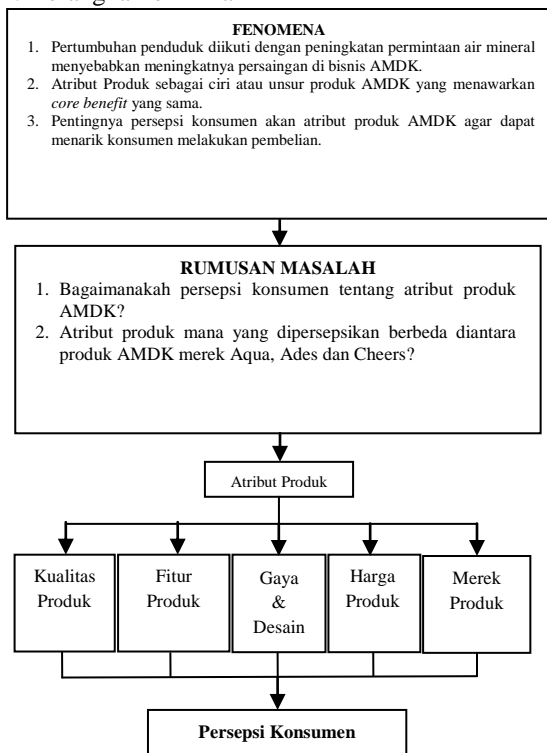 FENOMENA
1. Pertumbuhan penduduk diikuti dengan peningkatan permintaan air mineral
menyebabkan meningkatnya persaingan di bisnis AMDK.
2. Atribut Produk sebagai ciri atau unsur produk AMDK yang menawarkan
core benefit yang sama.
3. Pentingnya persepsi konsumen akan atribut produk AMDK agar dapat
menarik konsumen melakukan pembelian.
RUMUSAN MASALAH
1. Bagaimanakah persepsi konsumen tentang atribut produk
AMDK?
2. Atribut produk mana yang dipersepsikan berbeda diantara
produk AMDK merek Aqua, Ades dan Cheers?
Atribut Produk
Kualitas
Produk
Fitur
Produk
Gaya
&
Desain
Harga
Produk
Merek
Produk
Persepsi Konsumen